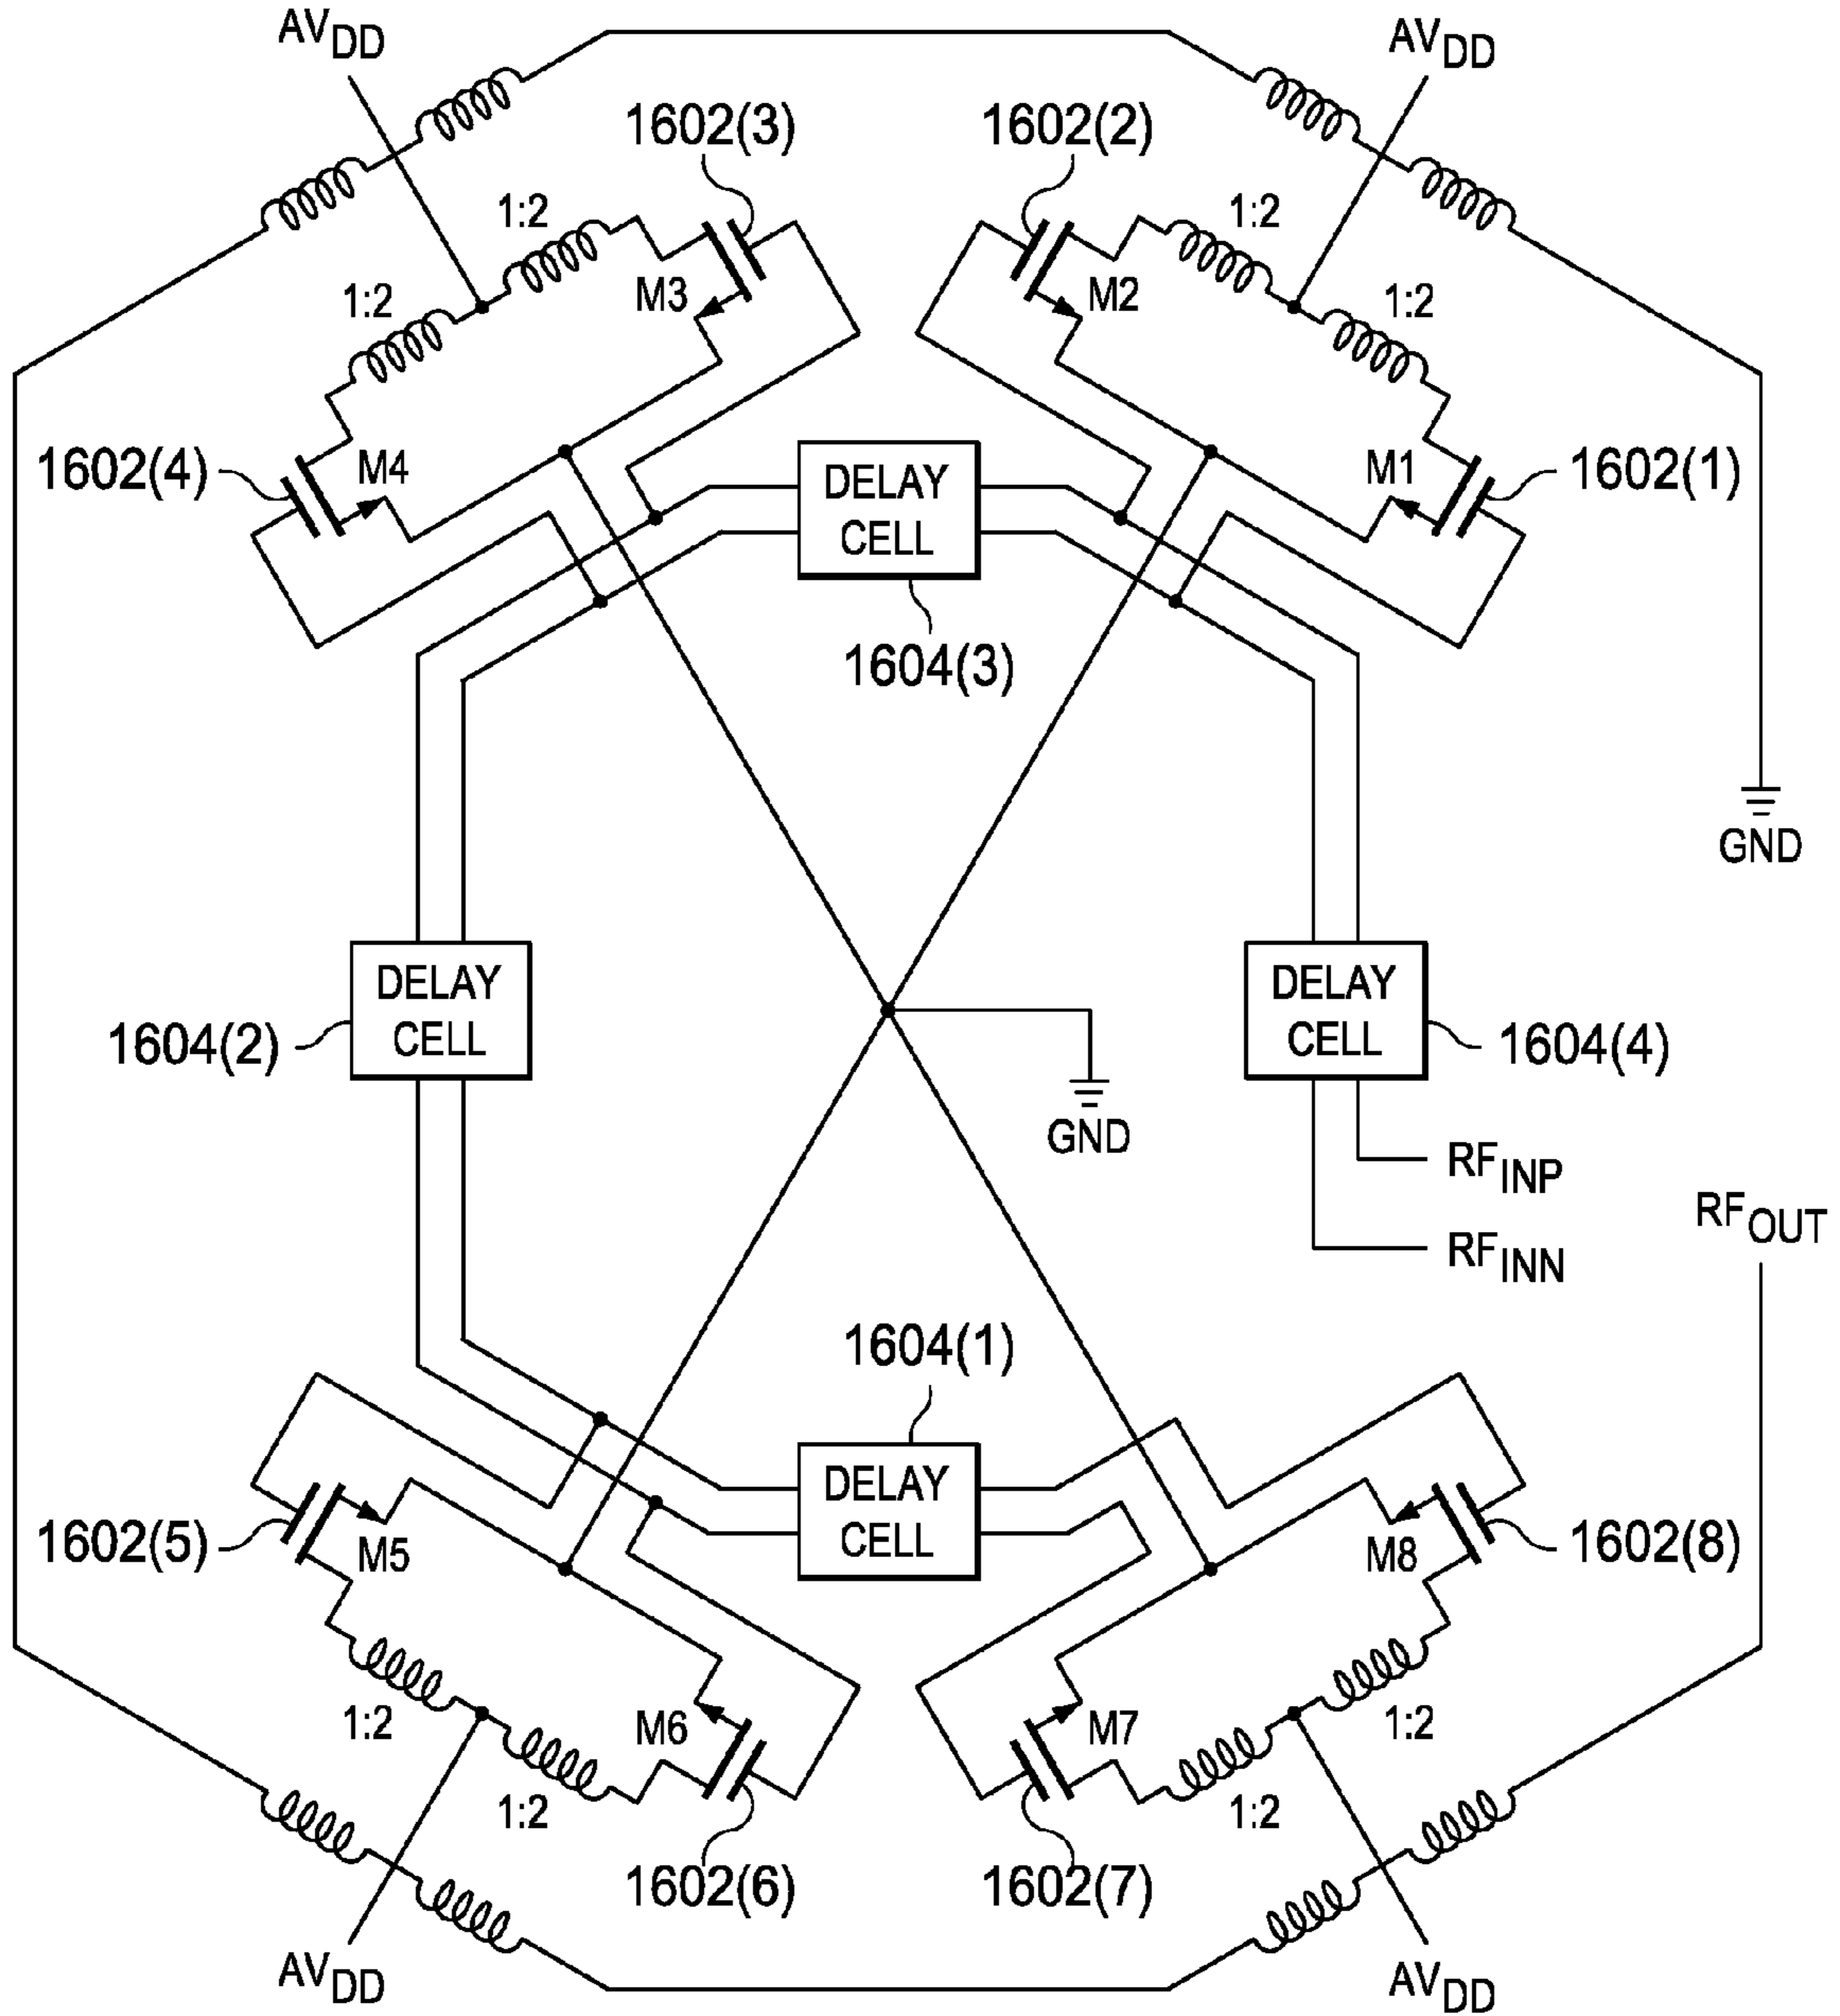 AVDD
AVDD
1602(3)
1602(2)
1:2
1:2
M3
M2
1:2
1:2
1602(4)
M4
DELAY
CELL
M1
1602(1)
1604(3)
GND
DELAY
CELL
DELAY
CELL
1604(2)
1604(4)
GND
RFINP
RFOUT
RFINN
1604(1)
DELAY
CELL
1602(5)
M5
M8
1602(8)
1:2
M6
M7
1:2
1:2
1:2
1602(6)
1602(7)
AVDD
AVDD